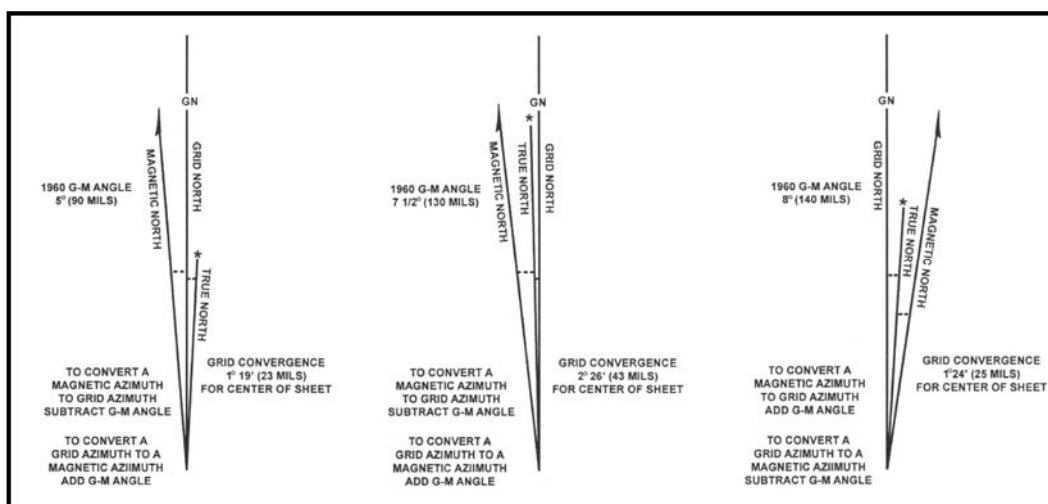 GN
MAGNETIC NORTH
GRID NORTH
1960 G-M ANGLE
5° (90 MILS)
*
TRUE NORTH
GRID CONVERGENCE
1° 19' (23 MILS)
FOR CENTER OF SHEET
TO CONVERT A
MAGNETIC AZIMUTH
TO GRID AZIMUTH
SUBTRACT G-M ANGLE
TO CONVERT A
GRID AZIMUTH TO A
MAGNETIC AZIIMUTH
ADD G-M ANGLE
GN
*
MAGNETIC NORTH
TRUE NORTH
GRID NORTH
1960 G-M ANGLE
7 1/2° (130 MILS)
GRID CONVERGENCE
2° 26' (43 MILS)
FOR CENTER OF SHEET
TO CONVERT A
MAGNETIC AZIMUTH
TO GRID AZIMUTH
SUBTRACT G-M ANGLE
TO CONVERT A
GRID AZIMUTH TO A
MAGNETIC AZIIMUTH
ADD G-M ANGLE
GN
GRID NORTH
1960 G-M ANGLE
8° (140 MILS)
*
TRUE NORTH
MAGNETIC NORTH
GRID CONVERGENCE
1°24' (25 MILS)
FOR CENTER OF SHEET
TO CONVERT A
MAGNETIC AZIMUTH
TO GRID AZIMUTH
ADD G-M ANGLE
TO CONVERT A
GRID AZIMUTH TO A
MAGNETIC AZIIMUTH
SUBTRACT G-M ANGLE